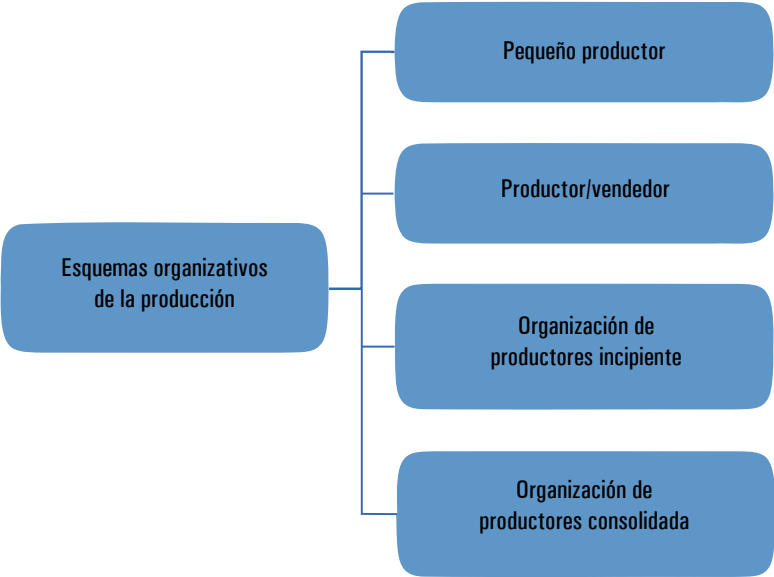 Esquemas organizativos
de la producción
Pequeño productor
Productor/vendedor
Organización de
productores incipiente
Organización de
productores consolidada